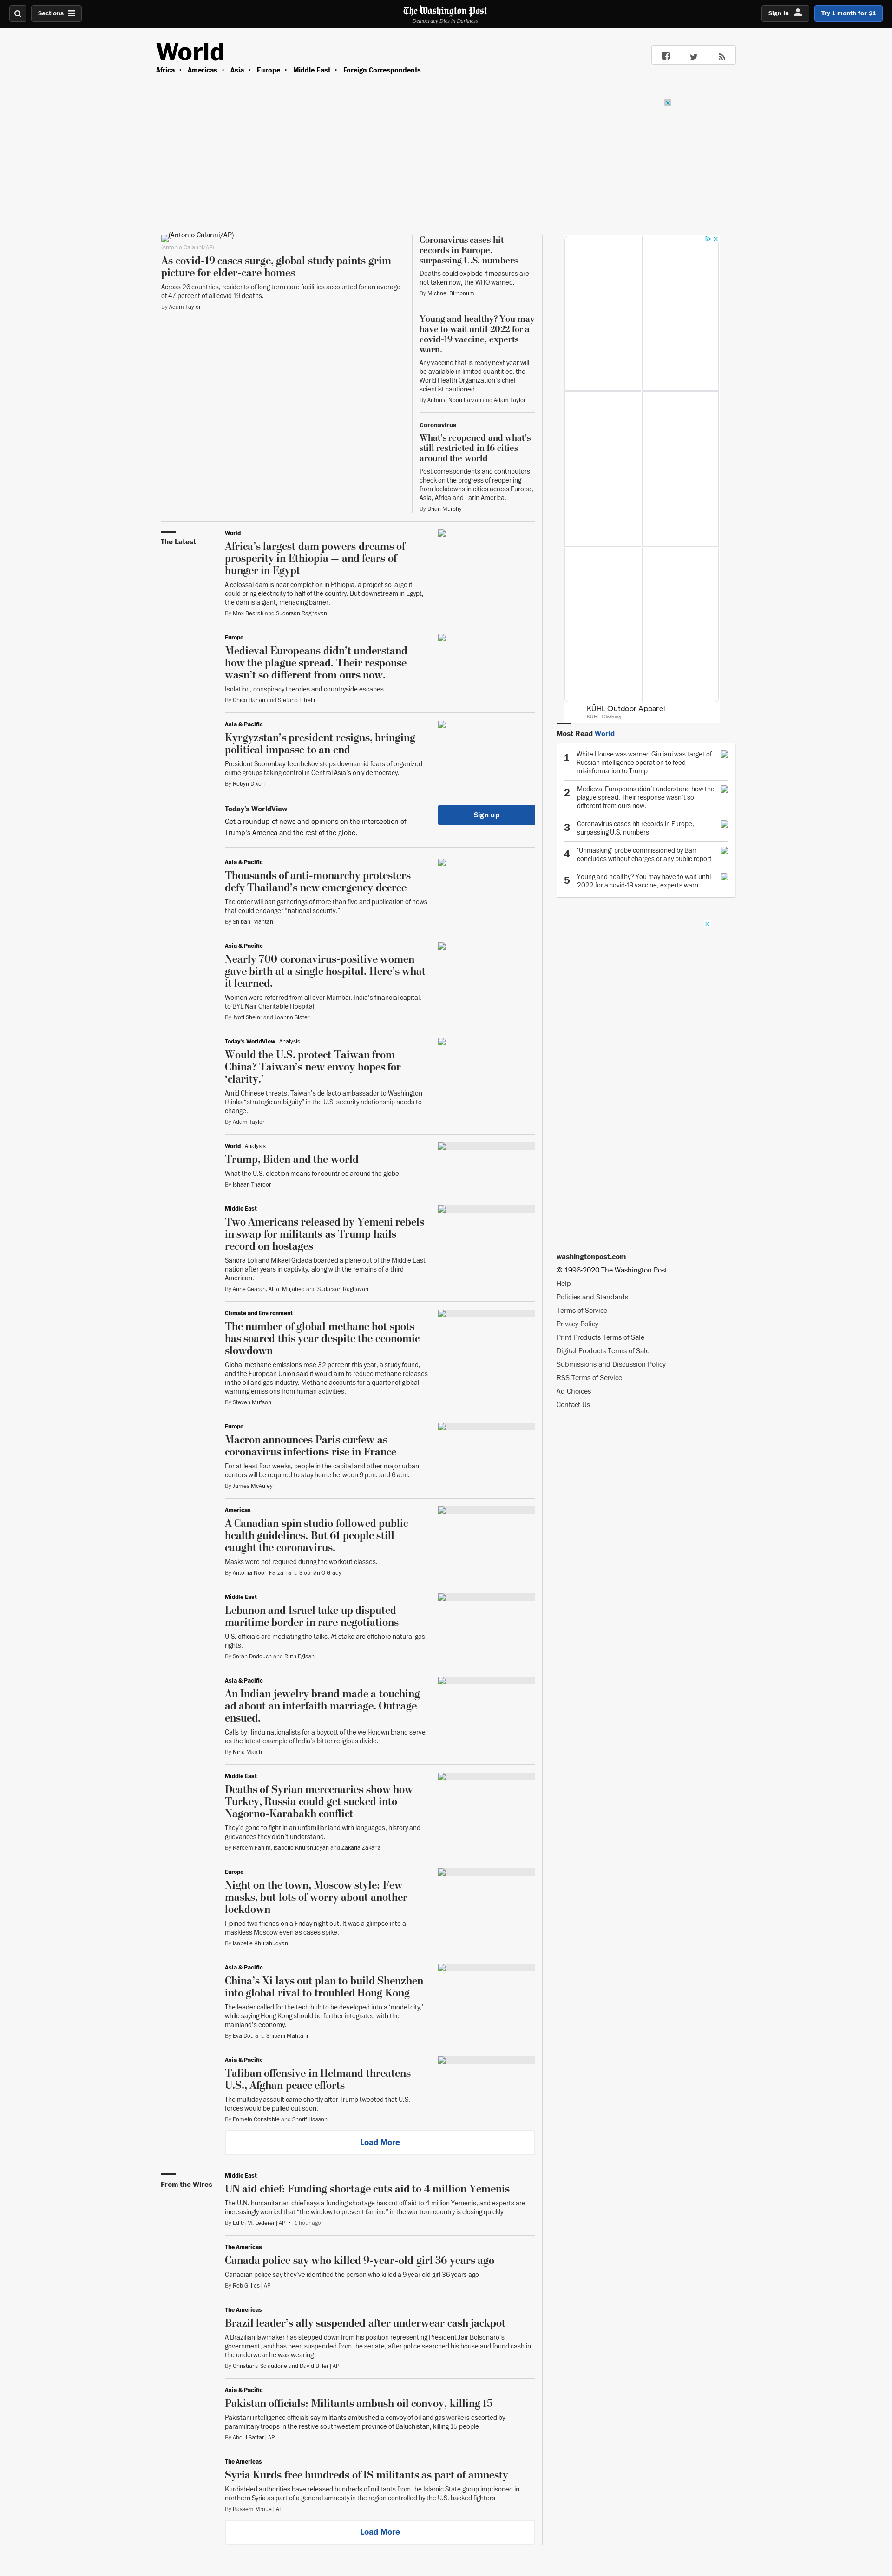 Sections
The Washington Post
Democracy Dies in Darkness
Sign In
Try 1 month for $1
World
Africa • Americas • Asia • Europe • Middle East • Foreign Correspondents
(Antonio Calanni/AP)
(Antonio Calanni/AP)
As covid-19 cases surge, global study paints grim
picture for elder-care homes
Across 26 countries, residents of long-term-care facilities accounted for an average
of 47 percent of all covid-19 deaths.
By Adam Taylor
Coronavirus cases hit
records in Europe,
surpassing U.S. numbers
Deaths could explode if measures are
not taken now, the WHO warned.
By Michael Birnbaum
Young and healthy? You may
have to wait until 2022 for a
covid-19 vaccine, experts
warn.
Any vaccine that is ready next year will
be available in limited quantities, the
World Health Organization's chief
scientist cautioned.
By Antonia Noori Farzan and Adam Taylor
Coronavirus
What's reopened and what's
still restricted in 16 cities
around the world
Post correspondents and contributors
check on the progress of reopening
from lockdowns in cities across Europe,
Asia, Africa and Latin America.
By Brian Murphy
The Latest
World
Africa's largest dam powers dreams of
prosperity in Ethiopia — and fears of
hunger in Egypt
A colossal dam is near completion in Ethiopia, a project so large it
could bring electricity to half of the country. But downstream in Egypt,
the dam is a giant, menacing barrier.
By Max Bearak and Sudarsan Raghavan
Europe
Medieval Europeans didn't understand
how the plague spread. Their response
wasn't so different from ours now.
Isolation, conspiracy theories and countryside escapes.
By Chico Harlan and Stefano Pitrelli
Asia & Pacific
Kyrgyzstan's president resigns, bringing
political impasse to an end
President Sooronbay Jeenbekov steps down amid fears of organized
crime groups taking control in Central Asia's only democracy.
By Robyn Dixon
Today's WorldView
Get a roundup of news and opinions on the intersection of
Trump's America and the rest of the globe.
Sign up
Asia & Pacific
Thousands of anti-monarchy protesters
defy Thailand's new emergency decree
The order will ban gatherings of more than five and publication of news
that could endanger "national security."
By Shibani Mahtani
Asia & Pacific
Nearly 700 coronavirus-positive women
gave birth at a single hospital. Here's what
it learned.
Women were referred from all over Mumbai, India's financial capital,
to BYL Nair Charitable Hospital.
By Jyoti Shelar and Joanna Slater
Today's WorldView Analysis
Would the U.S. protect Taiwan from
China? Taiwan's new envoy hopes for
'clarity.'
Amid Chinese threats, Taiwan's de facto ambassador to Washington
thinks "strategic ambiguity" in the U.S. security relationship needs to
change.
By Adam Taylor
World Analysis
Trump, Biden and the world
What the U.S. election means for countries around the globe.
By Ishaan Tharoor
Middle East
Two Americans released by Yemeni rebels
in swap for militants as Trump hails
record on hostages
Sandra Loli and Mikael Gidada boarded a plane out of the Middle East
nation after years in captivity, along with the remains of a third
American.
By Anne Gearan, Ali al Mujahed and Sudarsan Raghavan
Climate and Environment
The number of global methane hot spots
has soared this year despite the economic
slowdown
Global methane emissions rose 32 percent this year, a study found,
and the European Union said it would aim to reduce methane releases
in the oil and gas industry. Methane accounts for a quarter of global
warming emissions from human activities.
By Steven Mufson
Europe
Macron announces Paris curfew as
coronavirus infections rise in France
For at least four weeks, people in the capital and other major urban
centers will be required to stay home between 9 p.m. and 6 a.m.
By James McAuley
Americas
A Canadian spin studio followed public
health guidelines. But 61 people still
caught the coronavirus.
Masks were not required during the workout classes.
By Antonia Noori Farzan and Siobhán O'Grady
Middle East
Lebanon and Israel take up disputed
maritime border in rare negotiations
U.S. officials are mediating the talks. At stake are offshore natural gas
rights.
By Sarah Dadouch and Ruth Eglash
Asia & Pacific
An Indian jewelry brand made a touching
ad about an interfaith marriage. Outrage
ensued.
Calls by Hindu nationalists for a boycott of the well-known brand serve
as the latest example of India's bitter religious divide.
By Niha Masih
Middle East
Deaths of Syrian mercenaries show how
Turkey, Russia could get sucked into
Nagorno-Karabakh conflict
They'd gone to fight in an unfamiliar land with languages, history and
grievances they didn't understand.
By Kareem Fahim, Isabelle Khurshudyan and Zakaria Zakaria
Europe
Night on the town, Moscow style: Few
masks, but lots of worry about another
lockdown
I joined two friends on a Friday night out. It was a glimpse into a
maskless Moscow even as cases spike.
By Isabelle Khurshudyan
Asia & Pacific
China's Xi lays out plan to build Shenzhen
into global rival to troubled Hong Kong
The leader called for the tech hub to be developed into a 'model city,'
while saying Hong Kong should be further integrated with the
mainland's economy.
By Eva Dou and Shibani Mahtani
Asia & Pacific
Taliban offensive in Helmand threatens
U.S., Afghan peace efforts
The multiday assault came shortly after Trump tweeted that U.S.
forces would be pulled out soon.
By Pamela Constable and Sharif Hassan
Load More
From the Wires
Middle East
UN aid chief: Funding shortage cuts aid to 4 million Yemenis
The U.N. humanitarian chief says a funding shortage has cut off aid to 4 million Yemenis, and experts are
increasingly worried that "the window to prevent famine" in the war-torn country is closing quickly
By Edith M. Lederer | AP • 1 hour ago
The Americas
Canada police say who killed 9-year-old girl 36 years ago
Canadian police say they've identified the person who killed a 9-year-old girl 36 years ago
By Rob Gillies | AP
The Americas
Brazil leader's ally suspended after underwear cash jackpot
A Brazilian lawmaker has stepped down from his position representing President Jair Bolsonaro's
government, and has been suspended from the senate, after police searched his house and found cash in
the underwear he was wearing
By Christiana Sciaudone and David Biller | AP
Asia & Pacific
Pakistan officials: Militants ambush oil convoy, killing 15
Pakistani intelligence officials say militants ambushed a convoy of oil and gas workers escorted by
paramilitary troops in the restive southwestern province of Baluchistan, killing 15 people
By Abdul Sattar | AP
The Americas
Syria Kurds free hundreds of IS militants as part of amnesty
Kurdish-led authorities have released hundreds of militants from the Islamic State group imprisoned in
northern Syria as part of a general amnesty in the region controlled by the U.S.-backed fighters
By Bassem Mroue | AP
Load More
KÜHL Outdoor Apparel
KÜHL Clothing
Most Read World
1 White House was warned Giuliani was target of
Russian intelligence operation to feed
misinformation to Trump
2 Medieval Europeans didn't understand how the
plague spread. Their response wasn't so
different from ours now.
3 Coronavirus cases hit records in Europe,
surpassing U.S. numbers
4 'Unmasking' probe commissioned by Barr
concludes without charges or any public report
5 Young and healthy? You may have to wait until
2022 for a covid-19 vaccine, experts warn.
washingtonpost.com
© 1996-2020 The Washington Post
Help
Policies and Standards
Terms of Service
Privacy Policy
Print Products Terms of Sale
Digital Products Terms of Sale
Submissions and Discussion Policy
RSS Terms of Service
Ad Choices
Contact Us